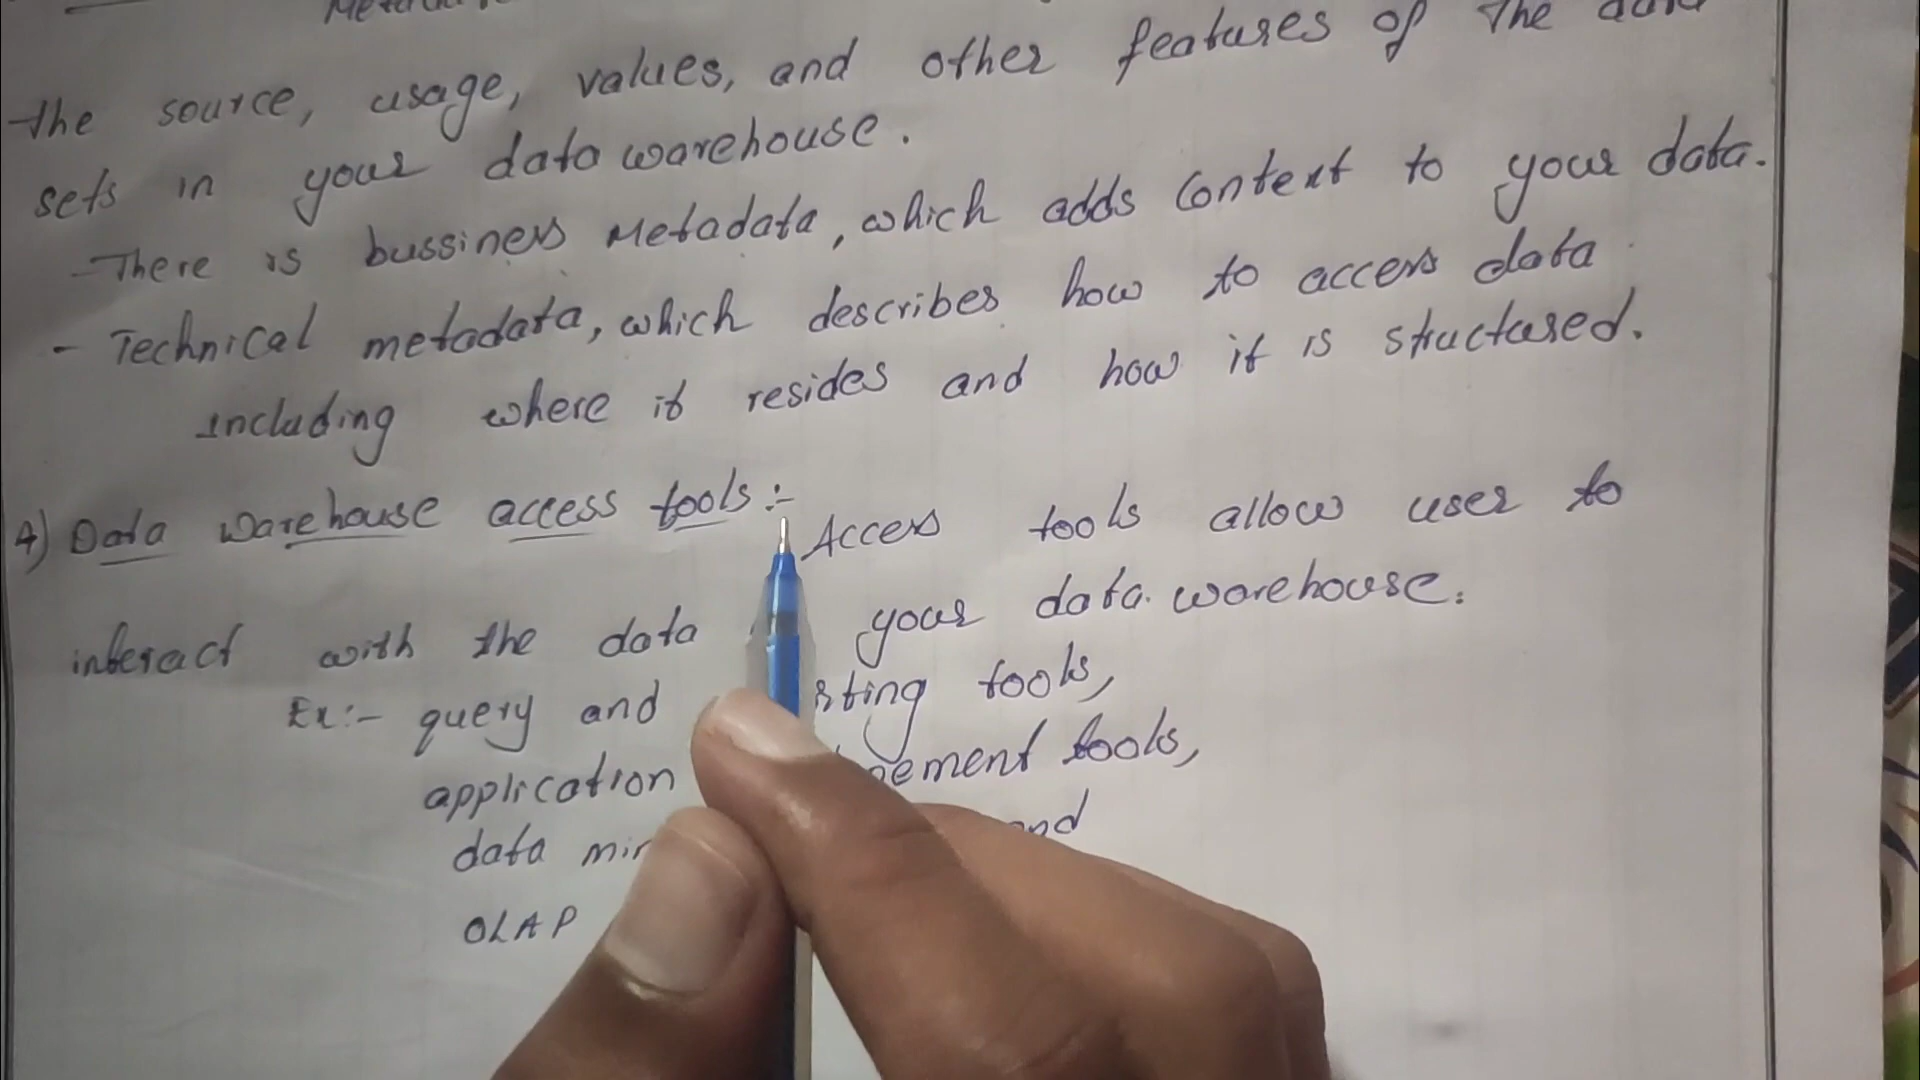 the source, usage, values, and other features of The data
sets in your data warehouse.
- There is bussiness Metadata, which adds Context to your data.
- Technical metadata, which describes how to access data
including where it resides and how it is structured.
4) Data warehouse access tools :- Access tools allow user to
interact with the data your data warehouse.
Ex:- query and tools,
application tools,
data and
OLAP